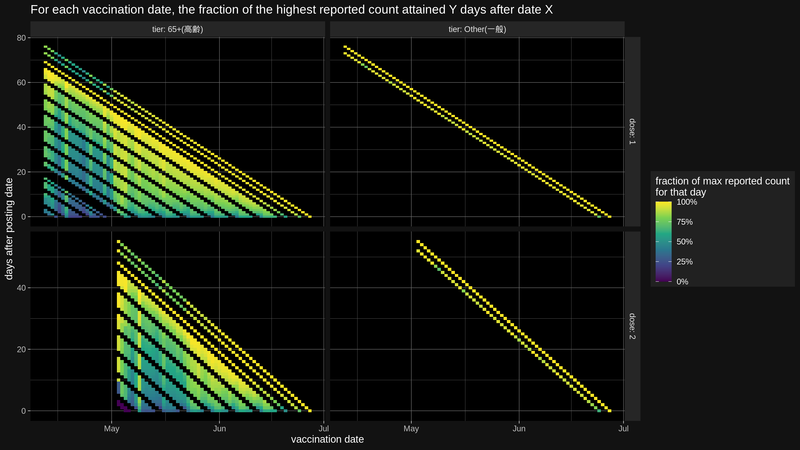 For each vaccination date, the fraction of the highest reported count attained Y days after date X
tier: 65+(高齢)
tier: Other(一般)
80
60
40
20
0
dose: 1
40
20
0
dose: 2
days after posting date
May
June
Jul
May
June
Jul
vaccination date
fraction of max reported count
for that day
100%
75%
50%
25%
0%